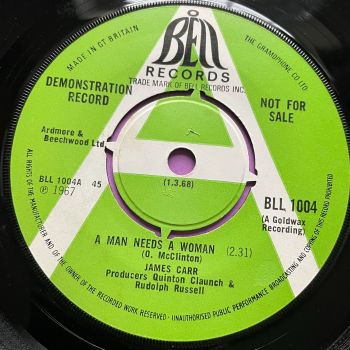 BELL
RECORDS
TRADE MARK OF BELL RECORDS INC.
MADE IN GT BRITAIN
THE GRAMOPHONE CO LTD
DEMONSTRATION
RECORD
NOT FOR
SALE
Ardmore &
Beechwood Ltd
BLL 1004A 45
℗ 1967
(1.3.68)
BLL 1004
(A Goldwax
Recording)
A MAN NEEDS A WOMAN (2.31)
(O. McClinton)
JAMES CARR
Producers Quinton Claunch &
Rudolph Russell
ALL RIGHTS OF THE MANUFACTURER AND OF THE OWNER OF THE RECORDED WORK RESERVED - UNAUTHORISED PUBLIC PERFORMANCE BROADCASTING AND COPYING OF THIS RECORD PROHIBITED